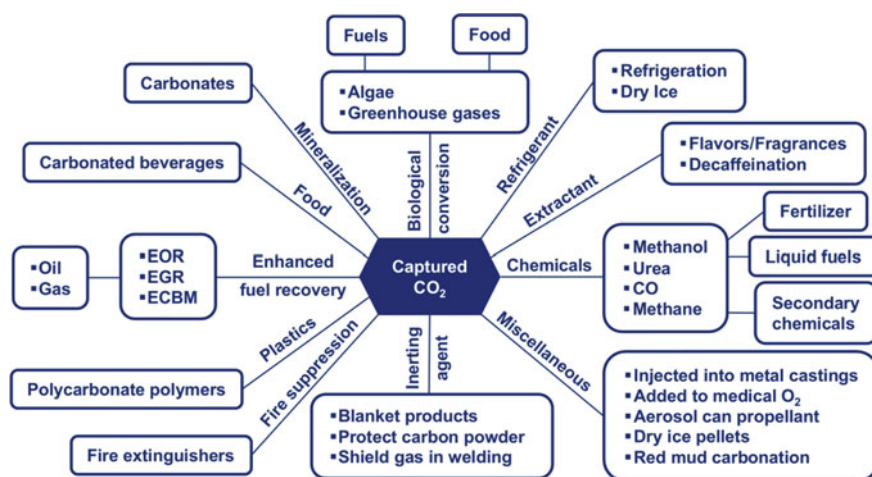 Fuels
Food
▪ Algae
▪ Greenhouse gases
Carbonates
▪ Refrigeration
▪ Dry Ice
Carbonated beverages
▪ Flavors/Fragrances
▪ Decaffeination
Mineralization
Food
Biological
conversion
Refrigerant
Extractant
▪ Oil
▪ Gas
▪ EOR
▪ EGR
▪ ECBM
Enhanced
fuel recovery
Captured
CO₂
Chemicals
▪ Methanol
▪ Urea
▪ CO
▪ Methane
Fertilizer
Liquid fuels
Secondary
chemicals
Plastics
Fire suppression
Inerting
agent
Miscellaneous
Polycarbonate polymers
Fire extinguishers
▪ Blanket products
▪ Protect carbon powder
▪ Shield gas in welding
▪ Injected into metal castings
▪ Added to medical O₂
▪ Aerosol can propellant
▪ Dry ice pellets
▪ Red mud carbonation